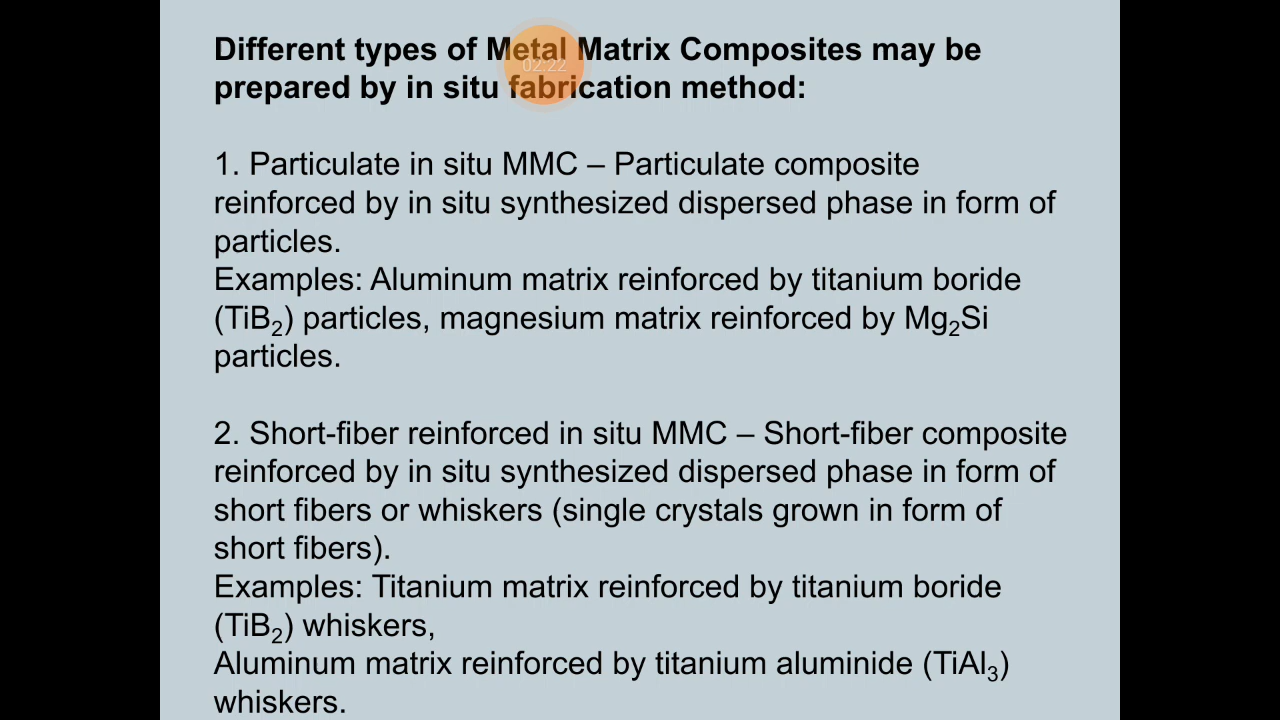 Different types of Metal Matrix Composites may be
02:22
prepared by in situ fabrication method:
1. Particulate in situ MMC – Particulate composite
reinforced by in situ synthesized dispersed phase in form of
particles.
Examples: Aluminum matrix reinforced by titanium boride
(TiB₂) particles, magnesium matrix reinforced by Mg₂Si
particles.
2. Short-fiber reinforced in situ MMC – Short-fiber composite
reinforced by in situ synthesized dispersed phase in form of
short fibers or whiskers (single crystals grown in form of
short fibers).
Examples: Titanium matrix reinforced by titanium boride
(TiB₂) whiskers,
Aluminum matrix reinforced by titanium aluminide (TiAl₃)
whiskers.